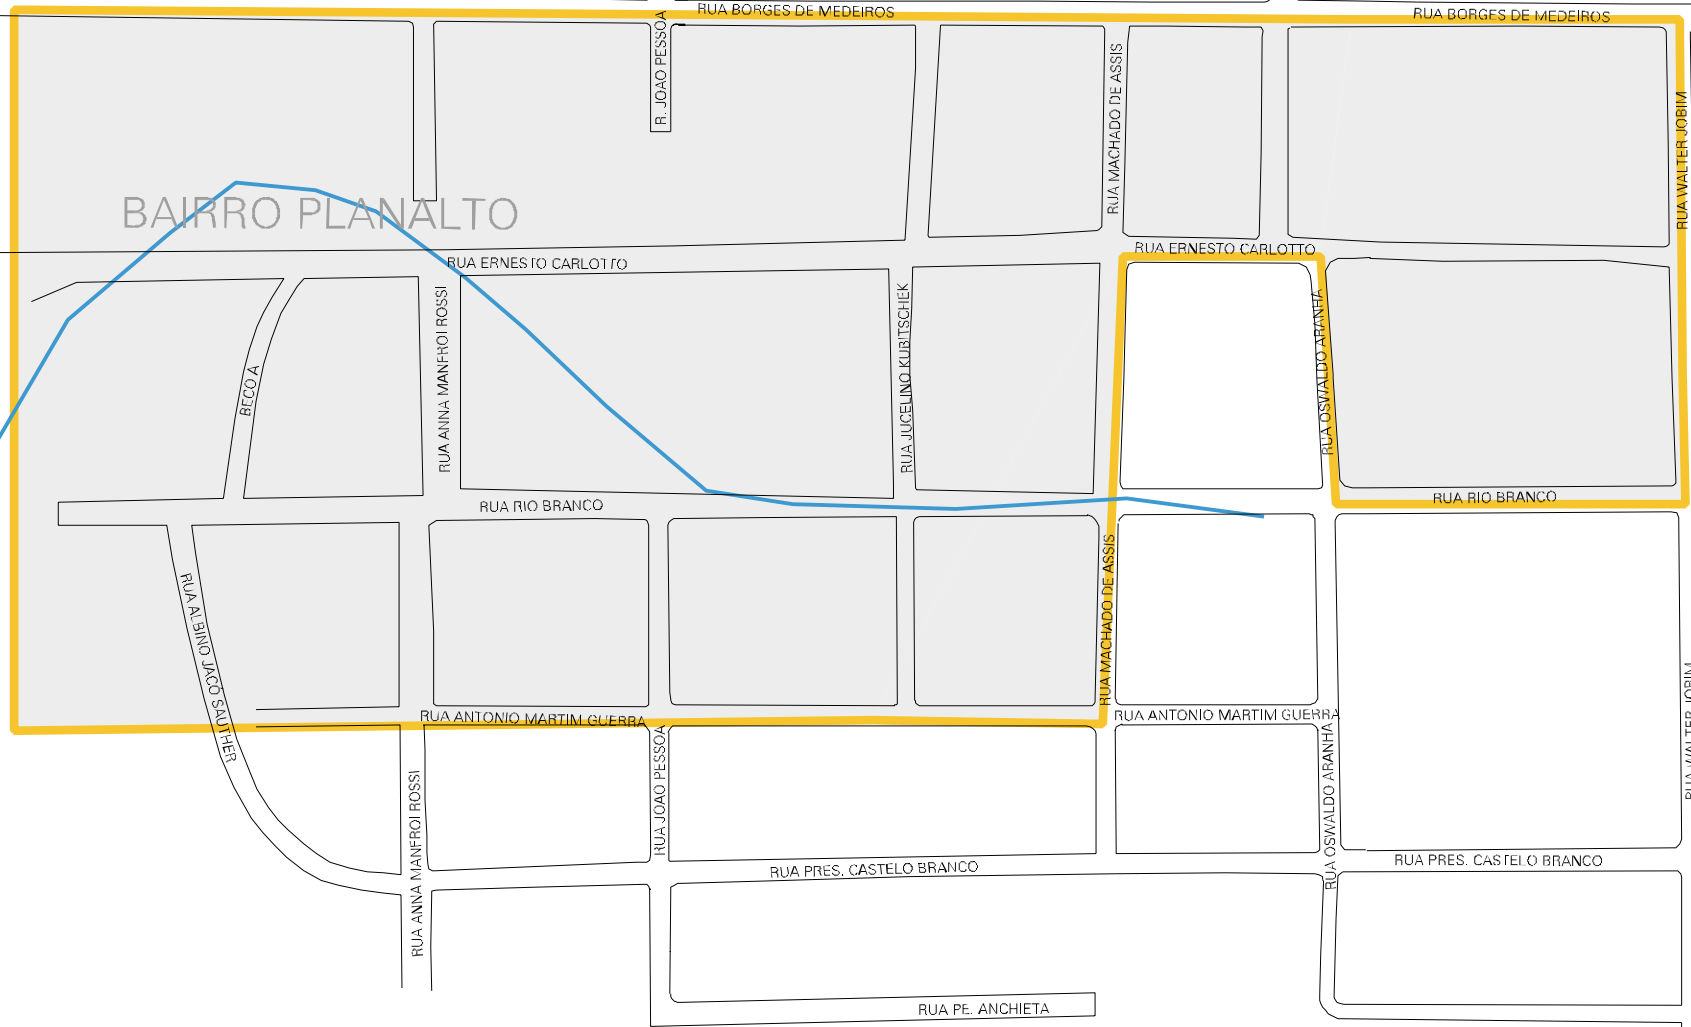 RUA BORGES DE MEDEIROS
RUA BORGES DE MEDEIROS
R. JOAO PESSOA
RUA MACHADO DE ASSIS
RUA WALTER JOBIM
BAIRRO PLANALTO
RUA ERNESTO CARLOTTO
RUA ERNESTO CARLOTTO
RUA ANNA MANFROI ROSSI
RUA JUCELINO KUBITSCHEK
RUA OSWALDO ARANHA
BECO A
RUA RIO BRANCO
RUA RIO BRANCO
RUA ALBINO JACÓ SAUTHER
RUA MACHADO DE ASSIS
RUA ANTONIO MARTIM GUERRA
RUA ANTONIO MARTIM GUERRA
RUA WALTER JOBIM
RUA JOAO PESSOA
RUA OSWALDO ARANHA
RUA ANNA MANFROI ROSSI
RUA PRES. CASTELO BRANCO
RUA PRES. CASTELO BRANCO
RUA PE. ANCHIETA